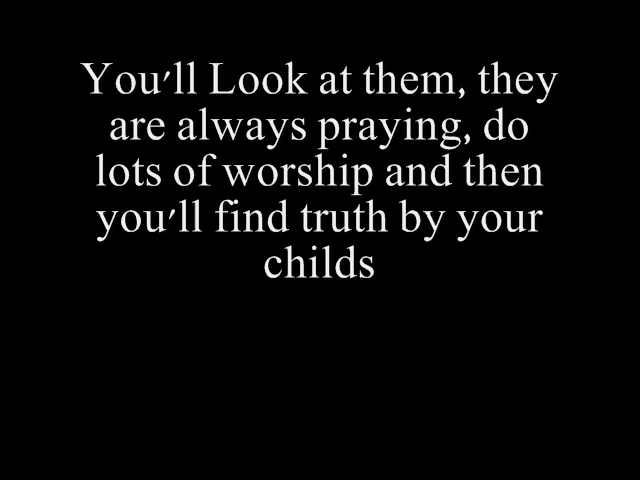 You'll Look at them, they
are always praying, do
lots of worship and then
you'll find truth by your
childs